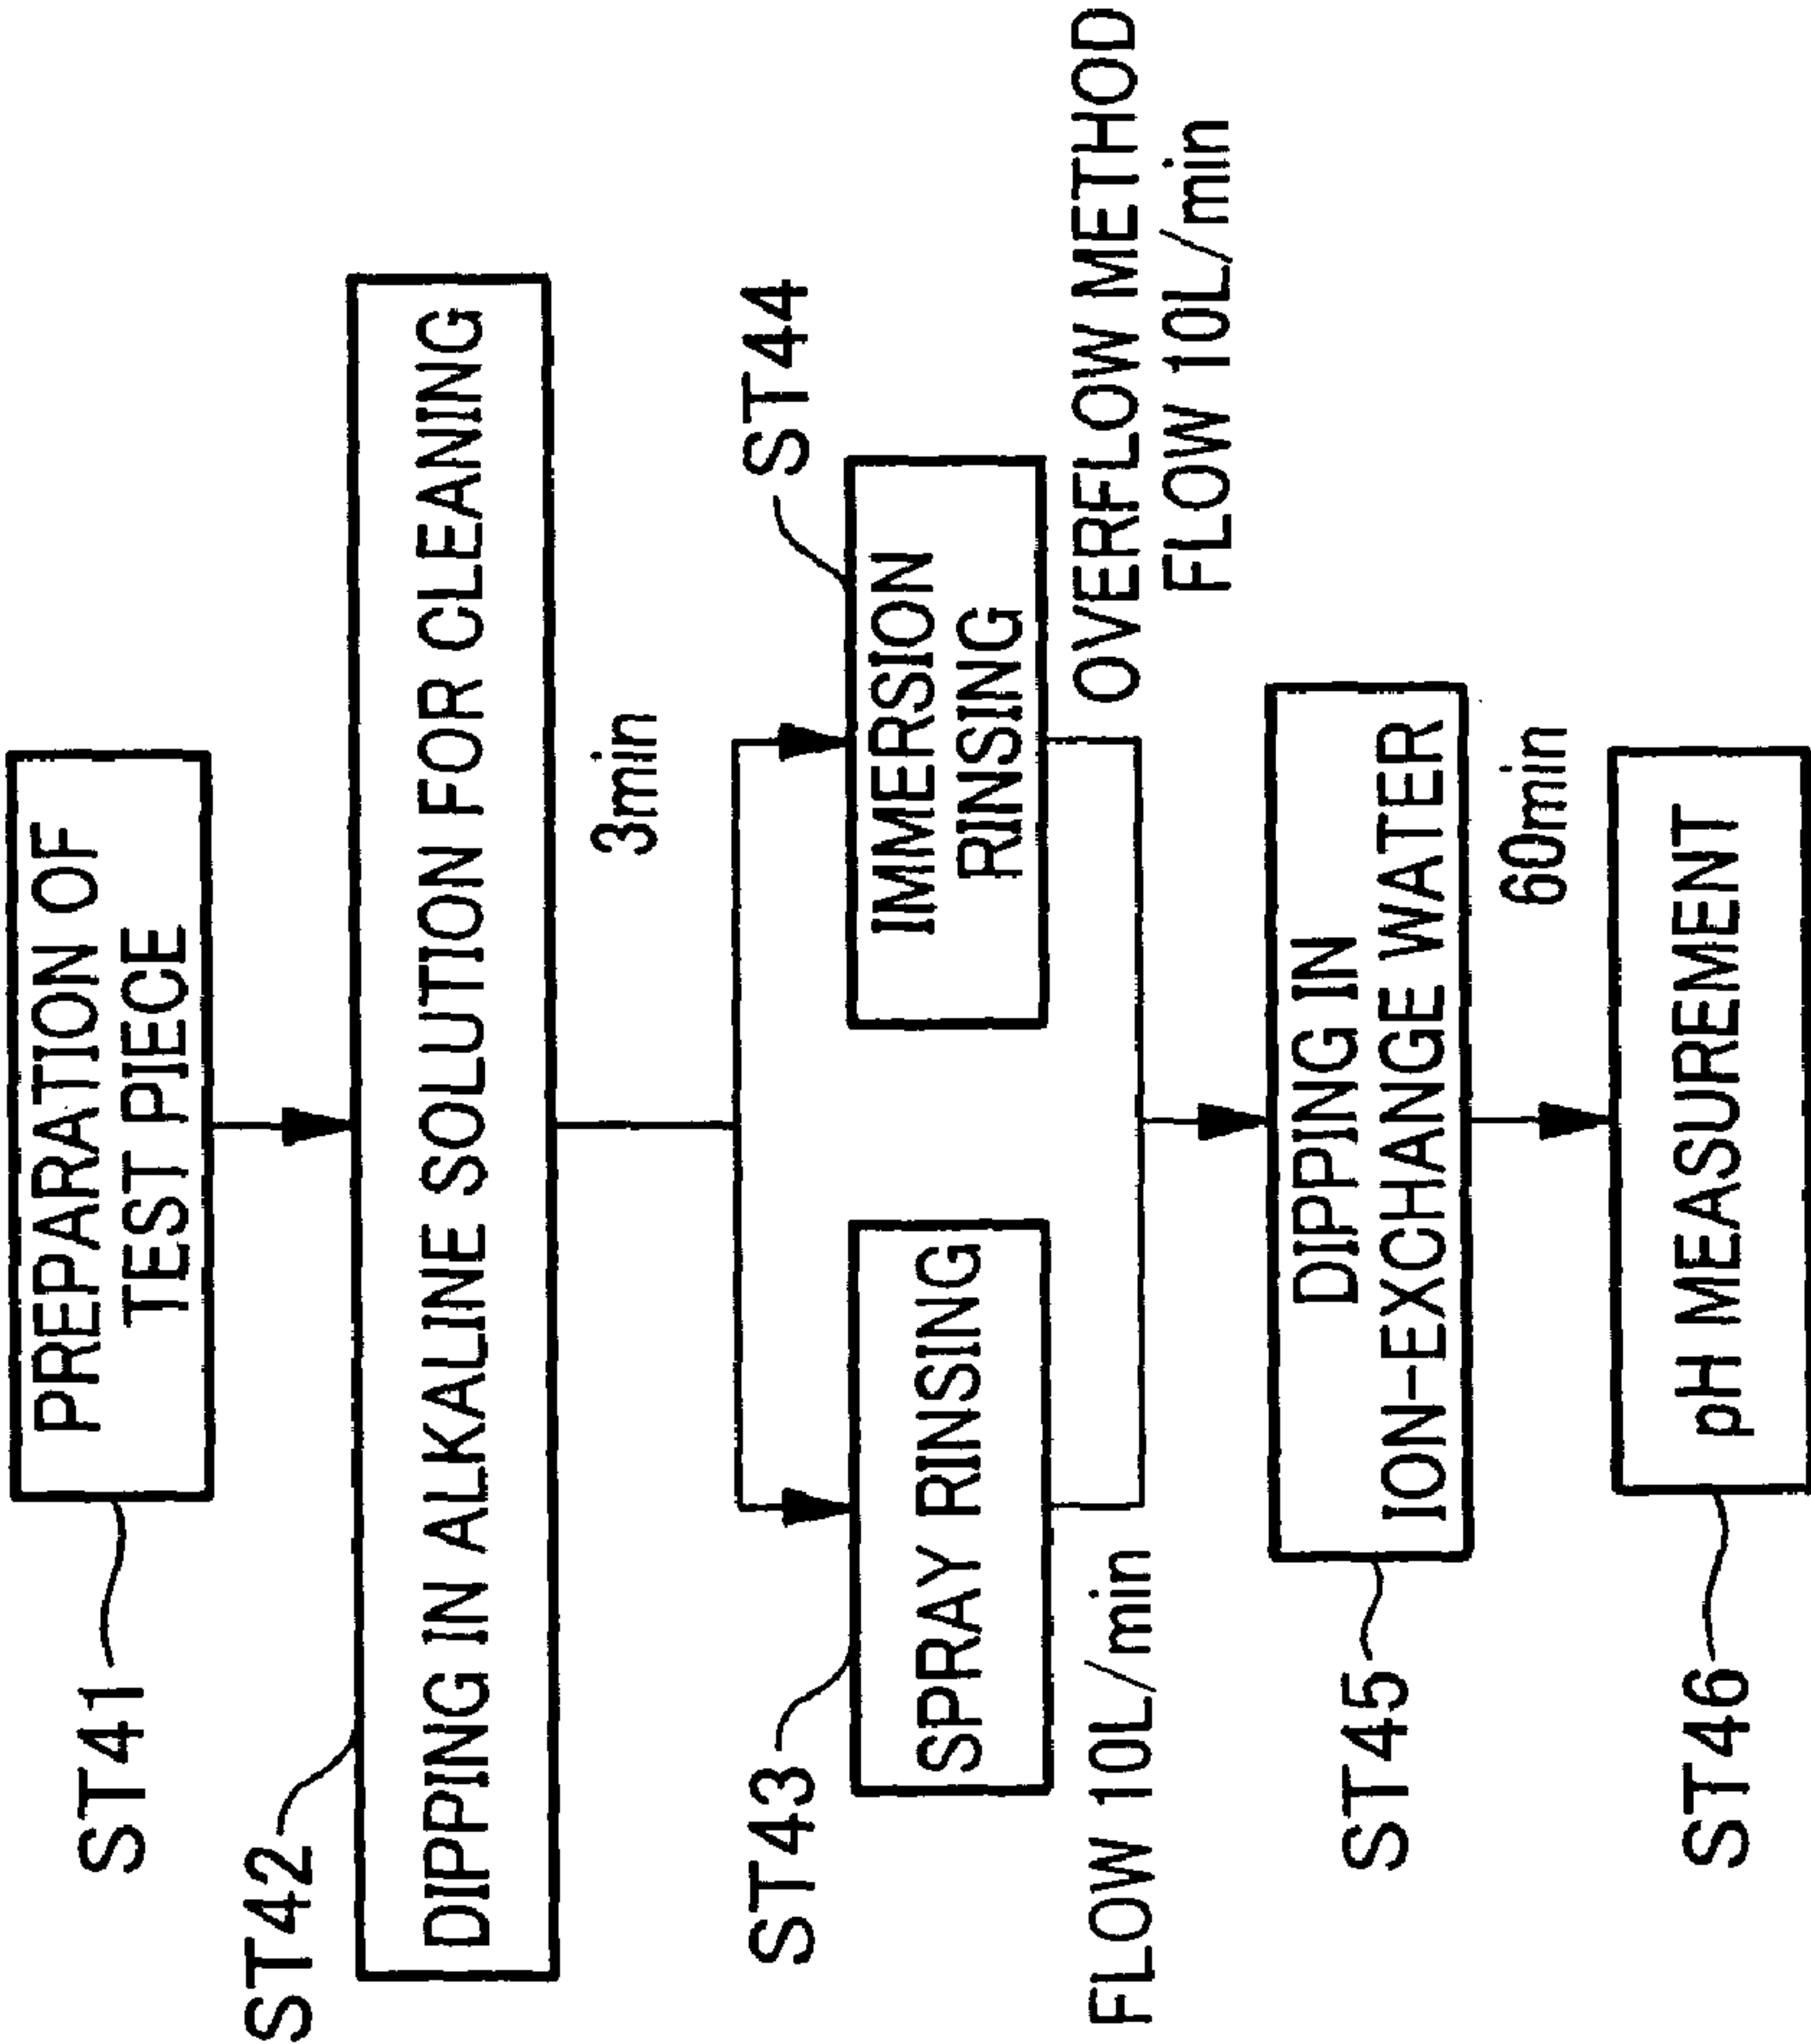 ST41
PREPARATION OF
TEST PIECE
ST42
DIPPING IN ALKALINE SOLUTION FOR CLEANING
3min
ST43
SPRAY RINSING
FLOW 10L/min
ST44
IMMERSION
RINSING
OVERFLOW METHOD
FLOW 10L/min
ST45
DIPPING IN
ION-EXCHANGE WATER
60min
ST46
pH MEASUREMENT